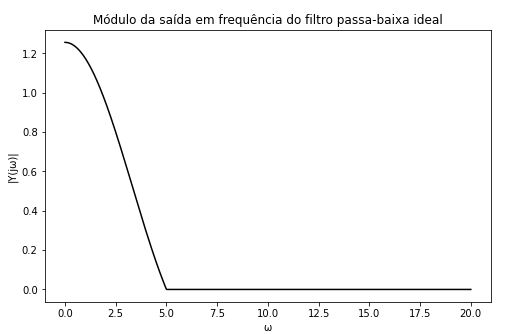 Módulo da saída em frequência do filtro passa-baixa ideal
1.2
1.0
0.8
0.6
0.4
0.2
0.0
|Y(jω)|
0.0 2.5 5.0 7.5 10.0 12.5 15.0 17.5 20.0
ω